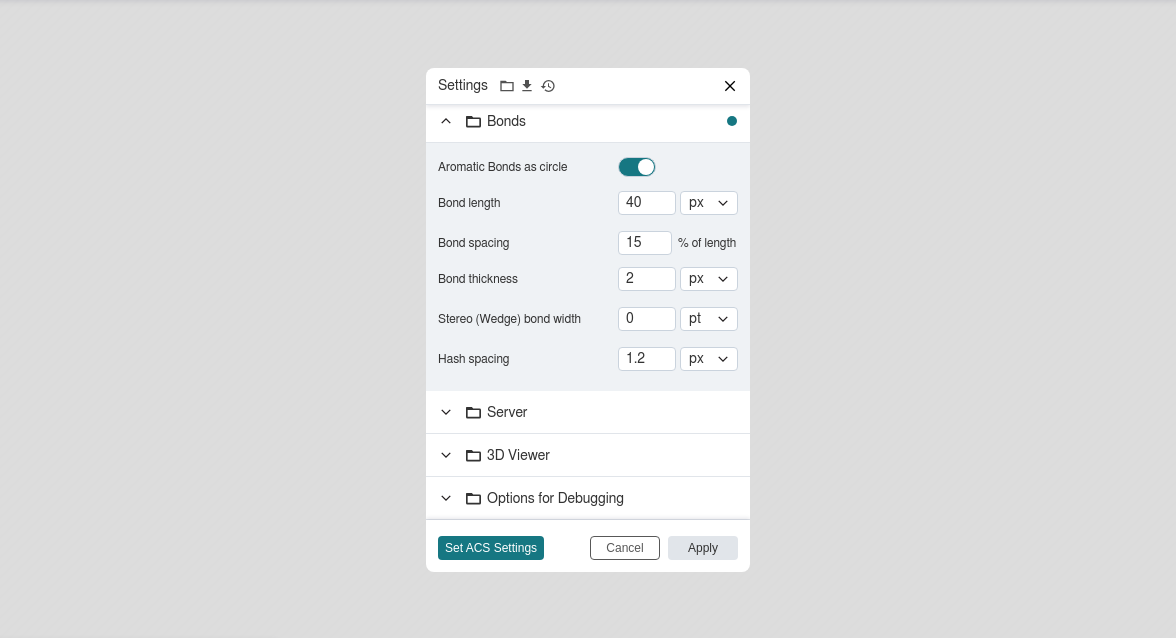 Settings
Bonds
Aromatic Bonds as circle
Bond length 40 px
Bond spacing 15 % of length
Bond thickness 2 px
Stereo (Wedge) bond width 0 pt
Hash spacing 1.2 px
Server
3D Viewer
Options for Debugging
Set ACS Settings Cancel Apply